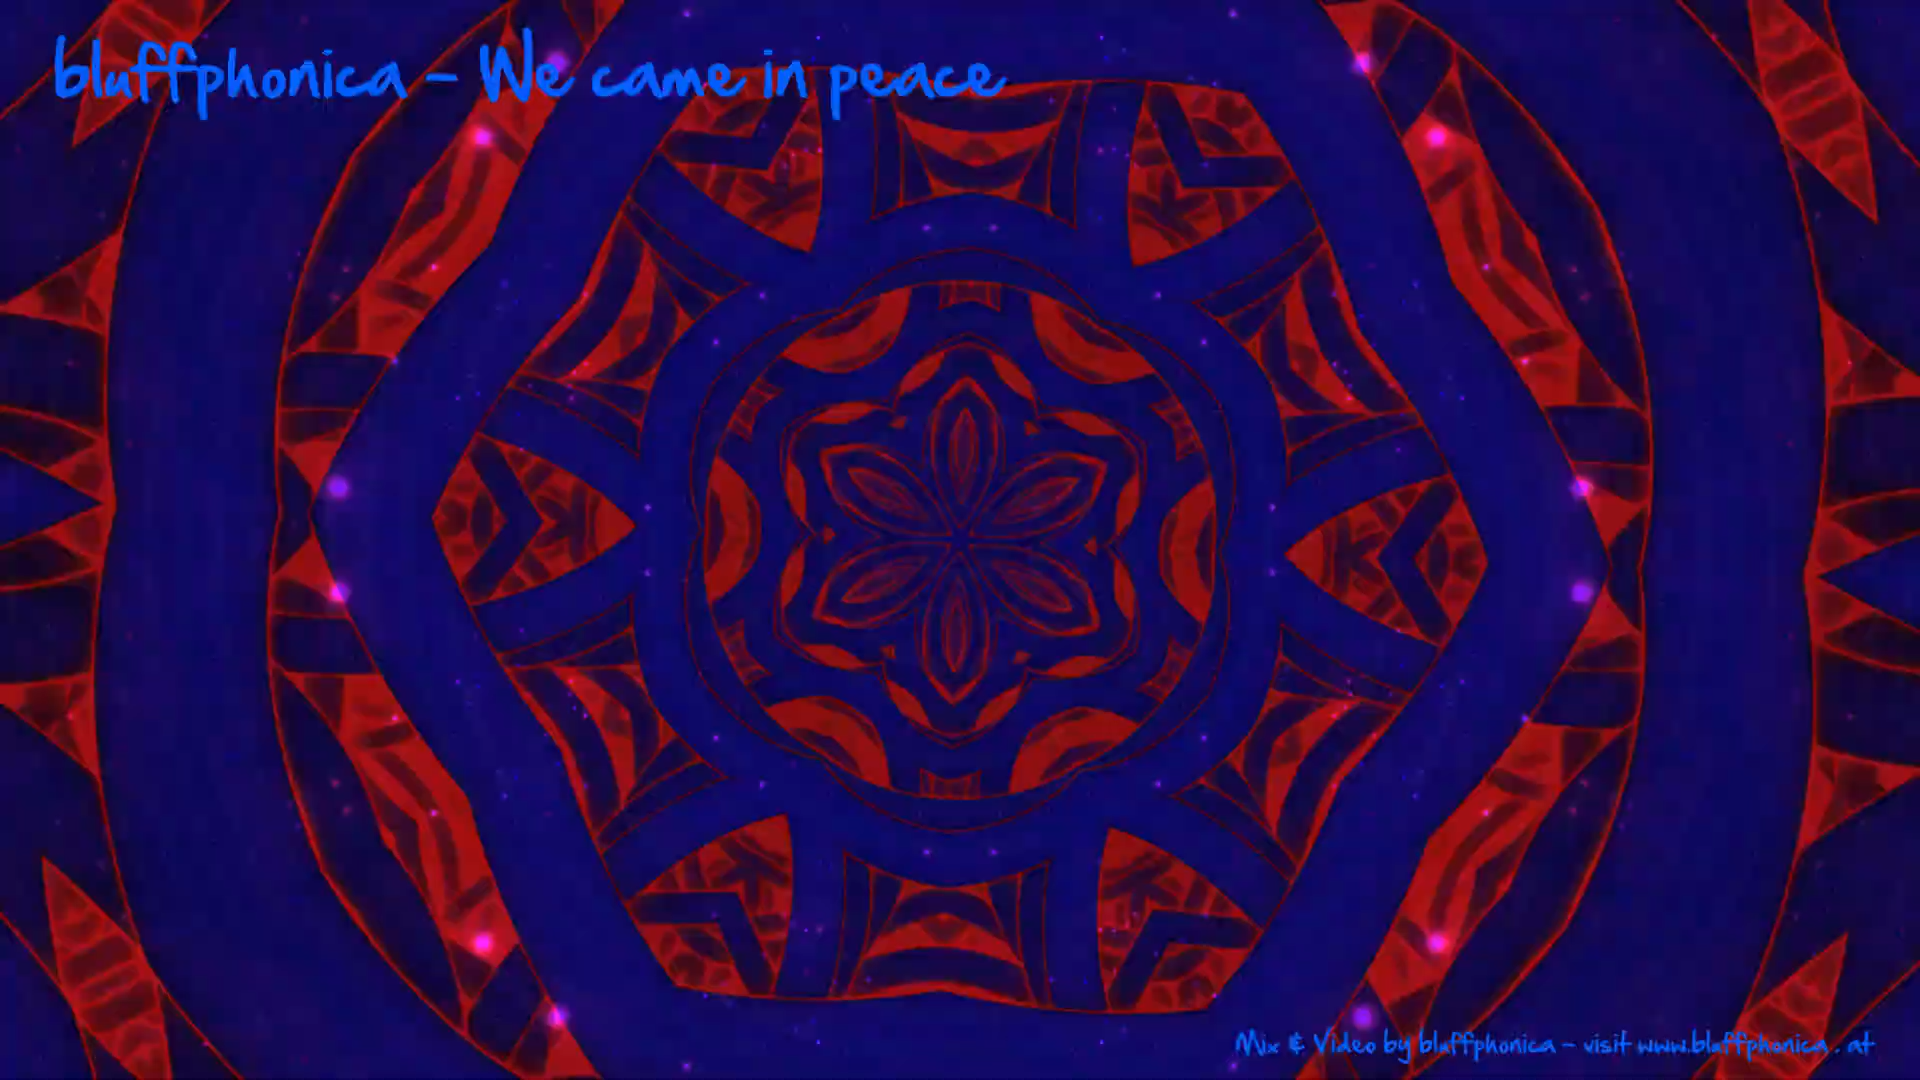 bluffphonica - We came in peace
Mix & Video by bluffphonica - visit www.bluffphonica . at